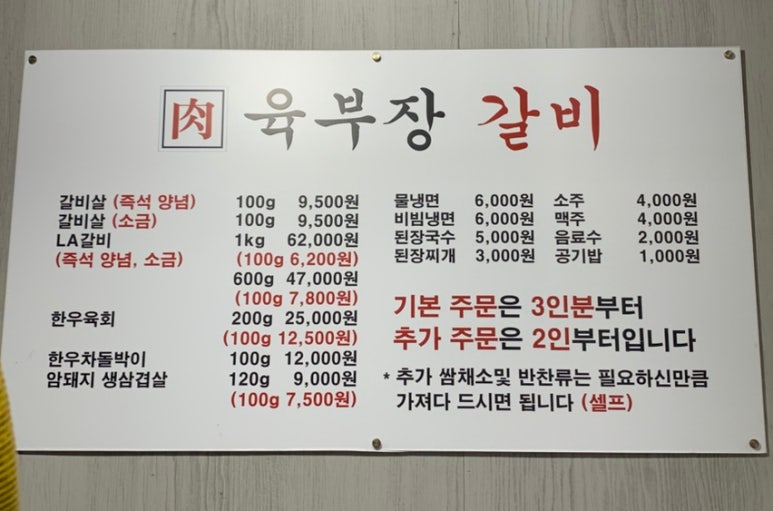 肉 육부장 갈비
갈비살 (즉석 양념) 100g 9,500원
갈비살 (소금) 100g 9,500원
LA갈비 1kg 62,000원
(즉석 양념, 소금) (100g 6,200원)
600g 47,000원
(100g 7,800원)
한우육회 200g 25,000원
(100g 12,500원)
한우차돌박이 100g 12,000원
암돼지 생삼겹살 120g 9,000원
(100g 7,500원)
물냉면 6,000원 소주 4,000원
비빔냉면 6,000원 맥주 4,000원
된장국수 5,000원 음료수 2,000원
된장찌개 3,000원 공기밥 1,000원
기본 주문은 3인분부터
추가 주문은 2인부터입니다
* 추가 쌈채소및 반찬류는 필요하신만큼
가져다 드시면 됩니다 (셀프)